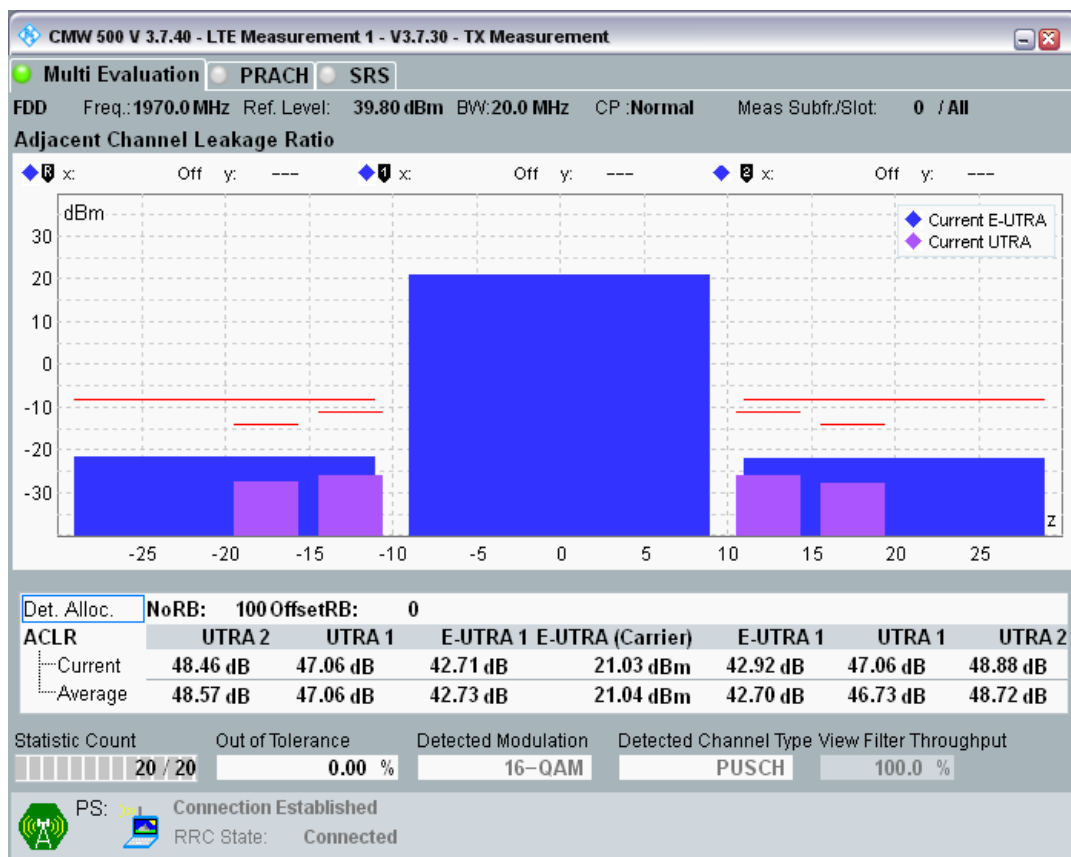 CMW 500 V 3.7.40 - LTE Measurement 1 - V3.7.30 - TX Measurement
Multi Evaluation PRACH SRS
FDD Freq.: 1970.0 MHz Ref. Level: 39.80 dBm BW: 20.0 MHz CP : Normal Meas Subfr./Slot: 0 / All
Adjacent Channel Leakage Ratio
R x: Off y: --- 1 x: Off y: --- 2 x: Off y: ---
dBm
Current E-UTRA
Current UTRA
30
20
10
0
-10
-20
-30
z
-25 -20 -15 -10 -5 0 5 10 15 20 25
Det. Alloc. NoRB: 100 OffsetRB: 0
ACLR UTRA 2 UTRA 1 E-UTRA 1 E-UTRA (Carrier) E-UTRA 1 UTRA 1 UTRA 2
Current 48.46 dB 47.06 dB 42.71 dB 21.03 dBm 42.92 dB 47.06 dB 48.88 dB
Average 48.57 dB 47.06 dB 42.73 dB 21.04 dBm 42.70 dB 46.73 dB 48.72 dB
Statistic Count Out of Tolerance Detected Modulation Detected Channel Type View Filter Throughput
20 / 20 0.00 % 16-QAM PUSCH 100.0 %
PS: Connection Established
RRC State: Connected